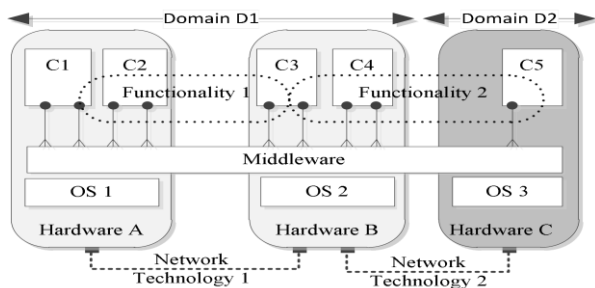 Domain D1 Domain D2
C1 C2 C3 C4 C5
Functionality 1 Functionality 2
Middleware
OS 1 OS 2 OS 3
Hardware A Hardware B Hardware C
Network Network
Technology 1 Technology 2